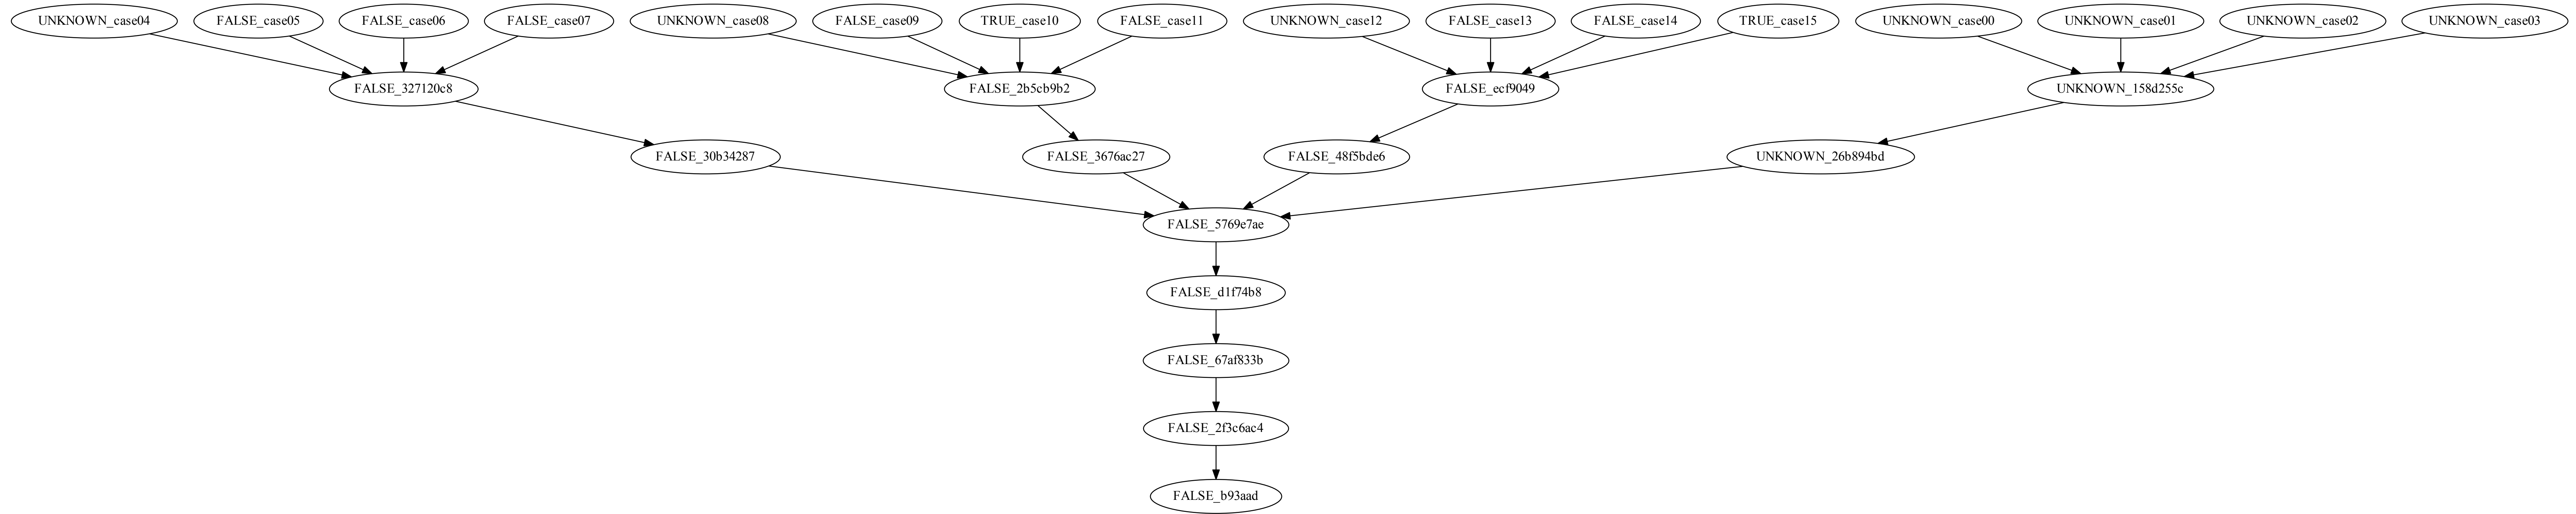 UNKNOWN_case04 FALSE_case05 FALSE_case06 FALSE_case07 UNKNOWN_case08 FALSE_case09 TRUE_case10 FALSE_case11 UNKNOWN_case12 FALSE_case13 FALSE_case14 TRUE_case15 UNKNOWN_case00 UNKNOWN_case01 UNKNOWN_case02 UNKNOWN_case03
FALSE_327120c8 FALSE_2b5cb9b2 FALSE_ecf9049 UNKNOWN_158d255c
FALSE_30b34287 FALSE_3676ac27 FALSE_48f5bde6 UNKNOWN_26b894bd
FALSE_5769e7ae
FALSE_d1f74b8
FALSE_67af833b
FALSE_2f3c6ac4
FALSE_b93aad